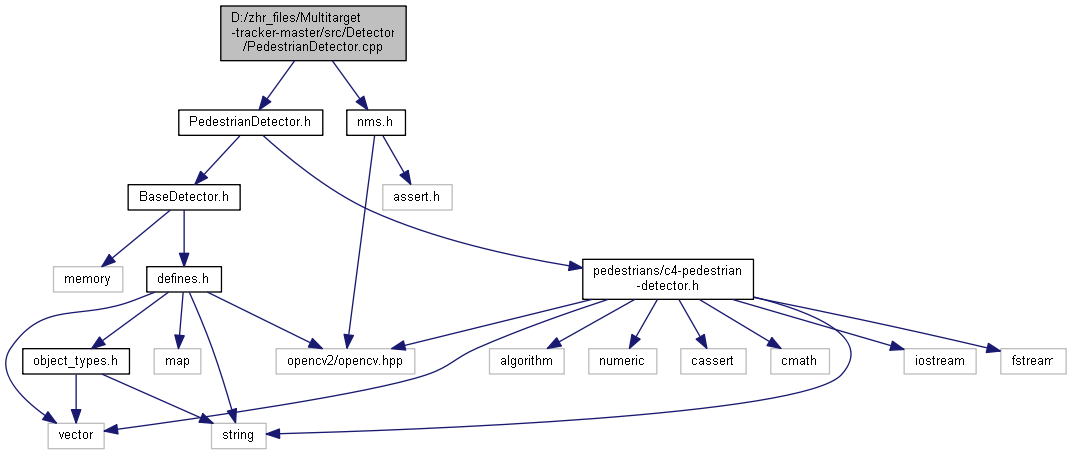 D:/zhr_files/Multitarget
-tracker-master/src/Detector
/PedestrianDetector.cpp
PedestrianDetector.h
nms.h
BaseDetector.h
assert.h
memory
defines.h
pedestrians/c4-pedestrian
-detector.h
object_types.h
map
opencv2/opencv.hpp
algorithm
numeric
cassert
cmath
iostream
fstream
vector
string